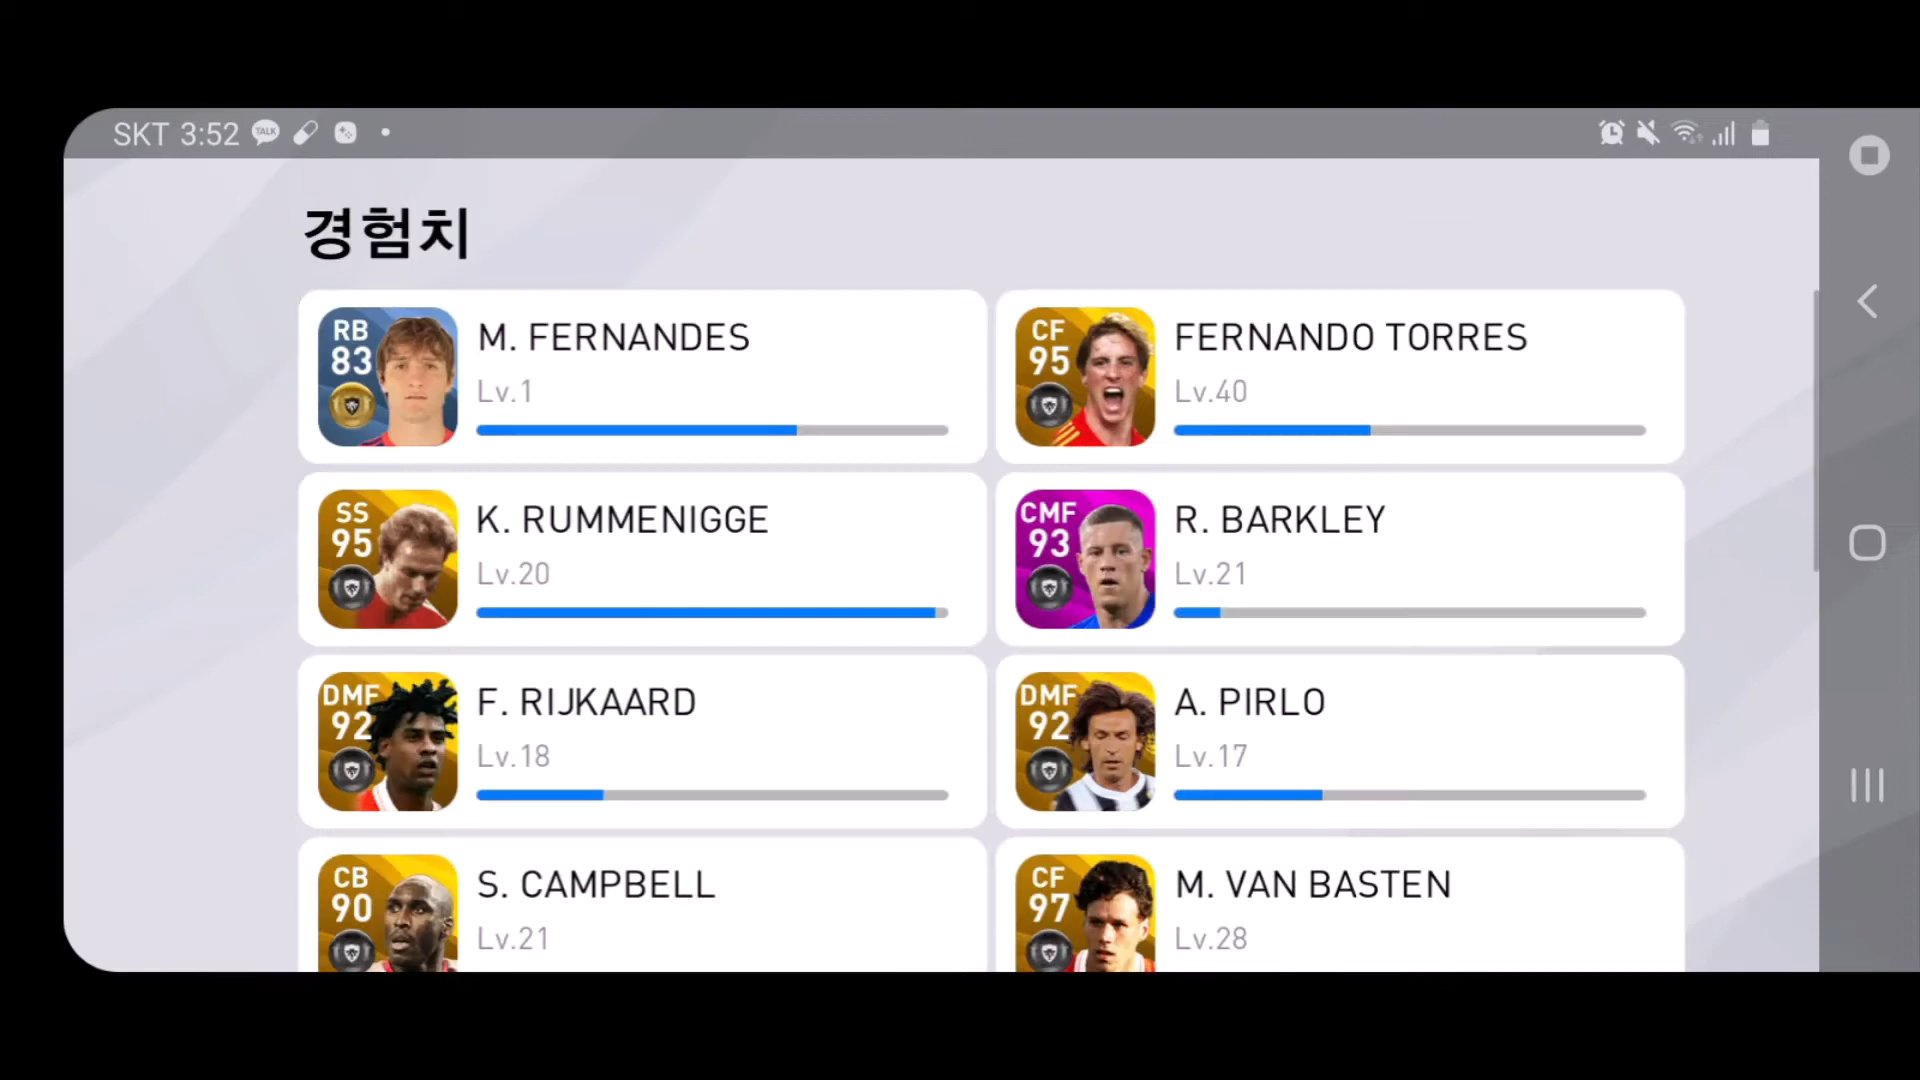 SKT 3:52 TALK
경험치
RB
83
M. FERNANDES
Lv.1
CF
95
FERNANDO TORRES
Lv.40
SS
95
K. RUMMENIGGE
Lv.20
CMF
93
R. BARKLEY
Lv.21
DMF
92
F. RIJKAARD
Lv.18
DMF
92
A. PIRLO
Lv.17
CB
90
S. CAMPBELL
Lv.21
CF
97
M. VAN BASTEN
Lv.28